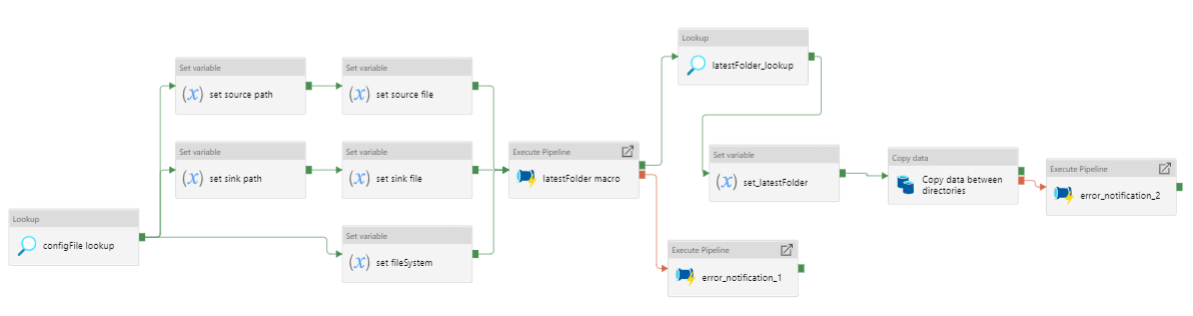 Lookup
latestFolder_lookup
Set variable
(x) set source path
Set variable
(x) set source file
Set variable
(x) set sink path
Set variable
(x) set sink file
Execute Pipeline
latestFolder macro
Set variable
(x) set_latestFolder
Copy data
Copy data between
directories
Execute Pipeline
error_notification_2
Lookup
configFile lookup
Set variable
(x) set fileSystem
Execute Pipeline
error_notification_1